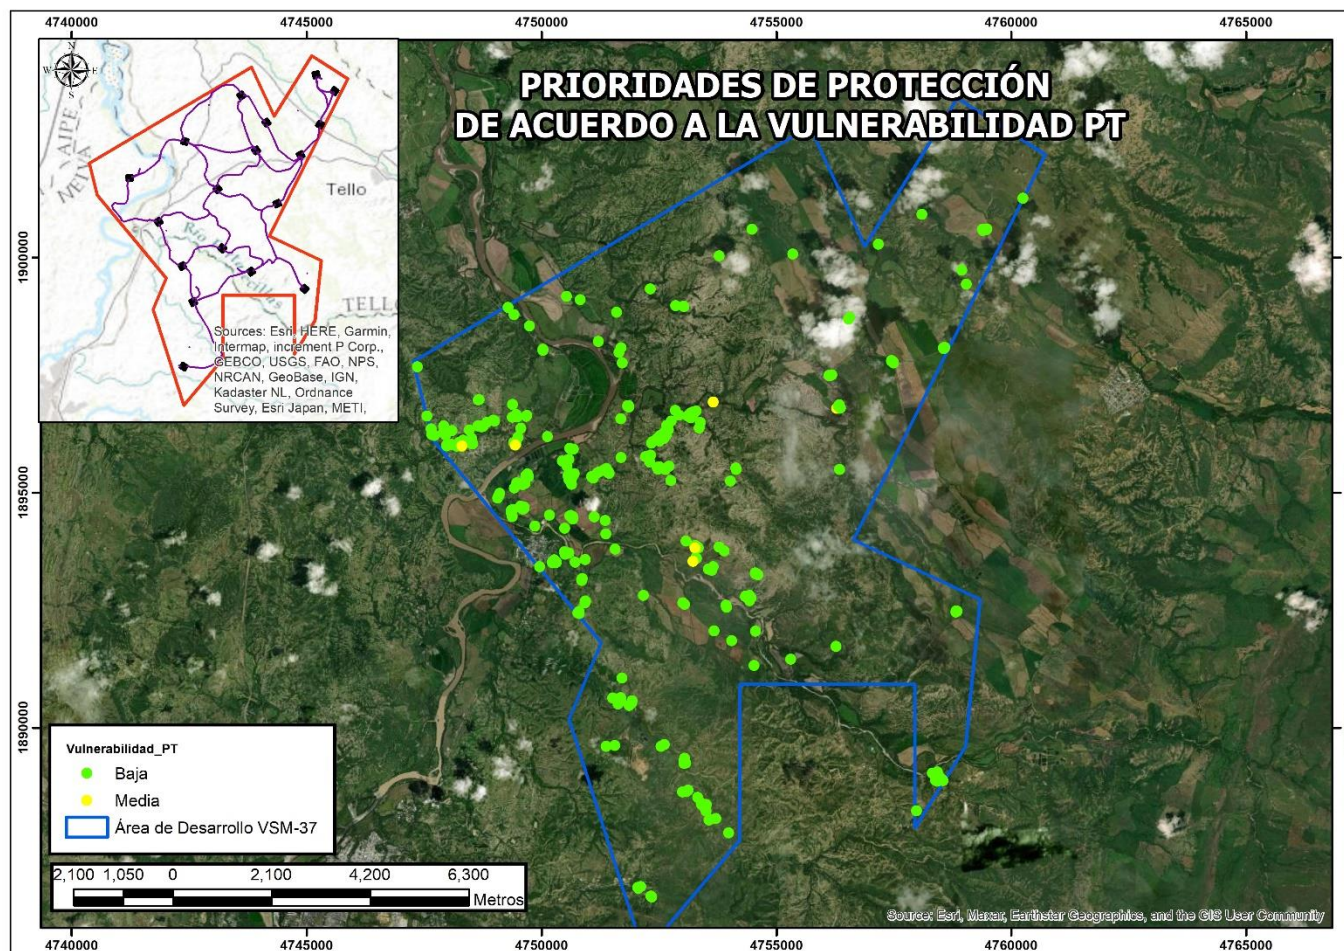 4740000 4745000 4750000 4755000 4760000 4765000
PRIORIDADES DE PROTECCIÓN
DE ACUERDO A LA VULNERABILIDAD PT
N
W E
S
Tello
TELLO
Sources: Esri, HERE, Garmin,
Intermap, increment P Corp.,
GEBCO, USGS, FAO, NPS,
NRCAN, GeoBase, IGN,
Kadaster NL, Ordnance
Survey, Esri Japan, METI,
1900000 1900000
1895000 1895000
1890000 1890000
Vulnerabilidad_PT
Baja
Media
Área de Desarrollo VSM-37
2,100 1,050 0 2,100 4,200 6,300
Metros
Source: Esri, Maxar, Earthstar Geographics, and the GIS User Community
4740000 4745000 4750000 4755000 4760000 4765000